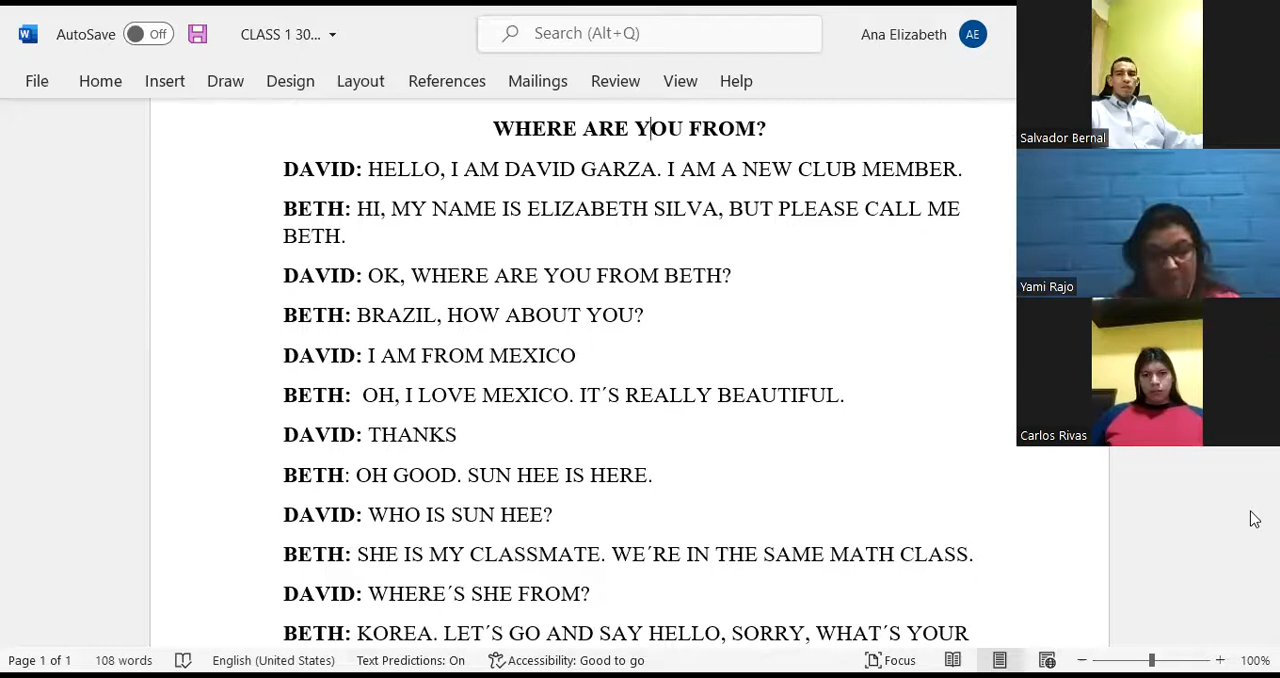 AutoSave Off CLASS 1 30... Search (Alt+Q) Ana Elizabeth AE
File Home Insert Draw Design Layout References Mailings Review View Help
WHERE ARE YOU FROM?
DAVID: HELLO, I AM DAVID GARZA. I AM A NEW CLUB MEMBER.
BETH: HI, MY NAME IS ELIZABETH SILVA, BUT PLEASE CALL ME
BETH.
DAVID: OK, WHERE ARE YOU FROM BETH?
BETH: BRAZIL, HOW ABOUT YOU?
DAVID: I AM FROM MEXICO
BETH: OH, I LOVE MEXICO. IT´S REALLY BEAUTIFUL.
DAVID: THANKS
BETH: OH GOOD. SUN HEE IS HERE.
DAVID: WHO IS SUN HEE?
BETH: SHE IS MY CLASSMATE. WE´RE IN THE SAME MATH CLASS.
DAVID: WHERE´S SHE FROM?
BETH: KOREA. LET´S GO AND SAY HELLO, SORRY, WHAT´S YOUR
Page 1 of 1 108 words English (United States) Text Predictions: On Accessibility: Good to go Focus 100%
Salvador Bernal
Yami Rajo
Carlos Rivas